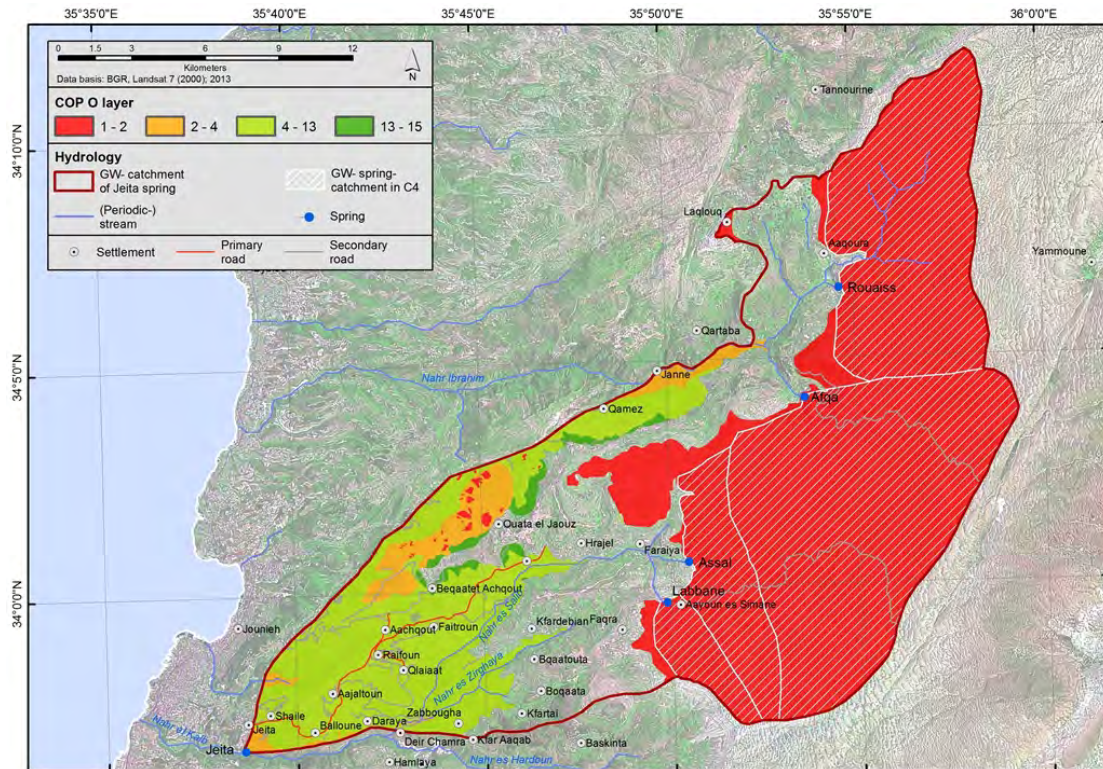 35°35'0"E 35°40'0"E 35°45'0"E 35°50'0"E 35°55'0"E 36°0'0"E
0 1.5 3 6 9 12
Kilometers
Data basis: BGR, Landsat 7 (2000); 2013
N
COP O layer
1 - 2 2 - 4 4 - 13 13 - 15
Hydrology
GW- catchment
of Jeita spring
GW- spring-
catchment in C4
(Periodic-)
stream
Spring
Settlement
Primary
road
Secondary
road
34°10'0"N
34°5'0"N
34°0'0"N
Tannourine
Laqlouq
Aaqoura
Yammoune
Rouaiss
Qartaba
Janne
Nahr Ibrahim
Afqa
Qamez
Ouata el Jaouz
Hrajel
Faraiya
Assal
Beqaatet Achqout
Labbane
Aayoun es Simane
Nahr es Salib
Jounieh
Aachqout
Faitroun
Kfardebian
Faqra
Raifoun
Qlaiaat
Bqaatouta
Nahr es Zirghaya
Aajaltoun
Boqaata
Shaile
Zabbougha
Kfartai
Jeita
Balloune
Daraya
Nahr el Kalb
Deir Chamra
Kfar Aaqab
Baskinta
Jeita
Hamlaya
Nahr es Hardoun